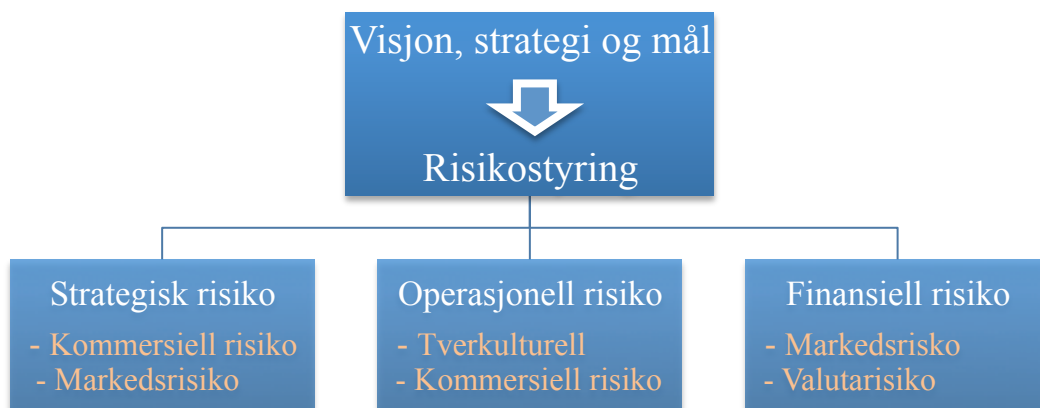 Visjon, strategi og mål
Risikostyring
Strategisk risiko
- Kommersiell risiko
- Markedsrisiko
Operasjonell risiko
- Tverkulturell
- Kommersiell risiko
Finansiell risiko
- Markedsrisko
- Valutarisiko